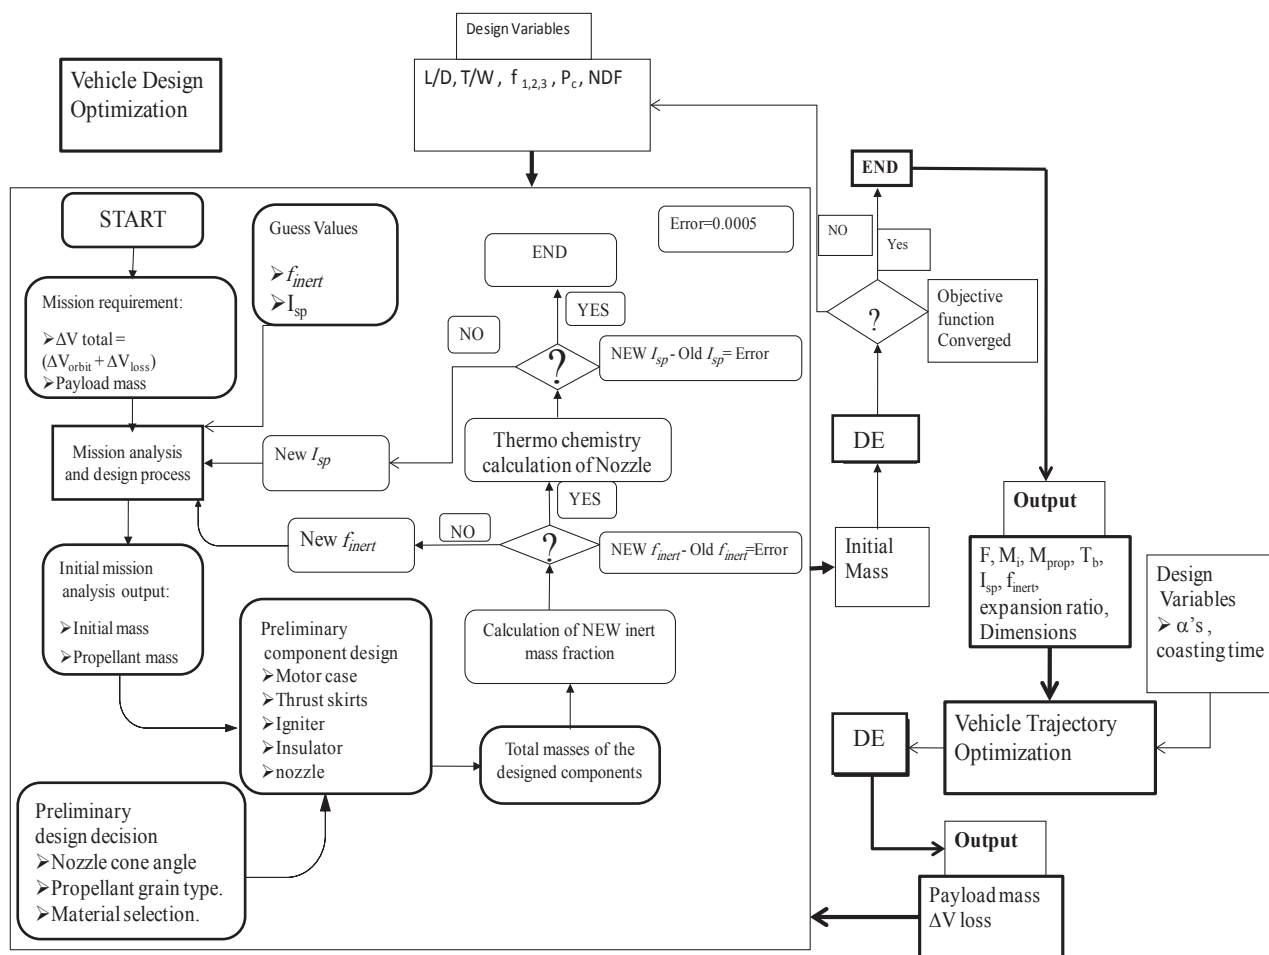 Design Variables
L/D, T/W , f 1,2,3 , Pc, NDF
Vehicle Design
Optimization
START
Guess Values
➢finert
➢Isp
Error=0.0005
END
YES
NO
END
NO
Yes
?
Objective
function
Converged
Mission requirement:
➢ΔV total =
(ΔVorbit + ΔVloss)
➢Payload mass
?
NEW Isp - Old Isp= Error
Mission analysis
and design process
New Isp
Thermo chemistry
calculation of Nozzle
DE
YES
New finert
NO
?
NEW finert - Old finert=Error
Initial
Mass
Output
F, Mi, Mprop, Tb,
Isp, finert,
expansion ratio,
Dimensions
Design
Variables
➢ α's ,
coasting time
Initial mission
analysis output:
➢Initial mass
➢Propellant mass
Preliminary
component design
➢Motor case
➢Thrust skirts
➢Igniter
➢Insulator
➢nozzle
Calculation of NEW inert
mass fraction
Total masses of the
designed components
DE
Vehicle Trajectory
Optimization
Preliminary
design decision
➢Nozzle cone angle
➢Propellant grain type.
➢Material selection.
Output
Payload mass
ΔV loss